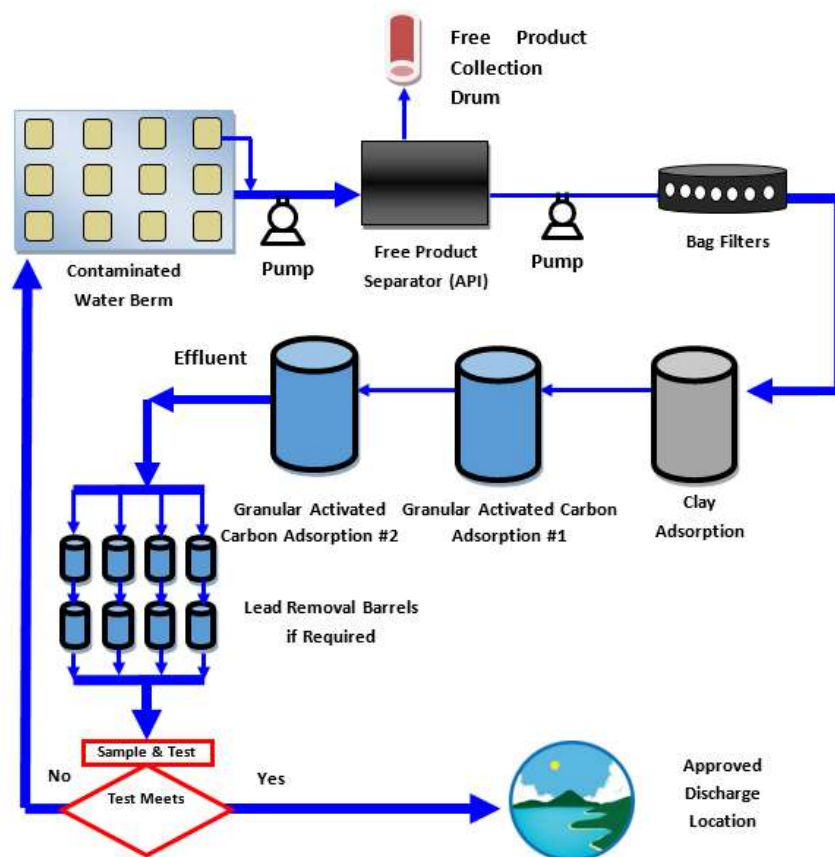 Free Product
Collection
Drum
Contaminated
Water Berm
Pump
Free Product
Separator (API)
Pump
Bag Filters
Effluent
Granular Activated
Carbon Adsorption #2
Granular Activated Carbon
Adsorption #1
Clay
Adsorption
Lead Removal Barrels
if Required
Sample & Test
No
Test Meets
Yes
Approved
Discharge
Location